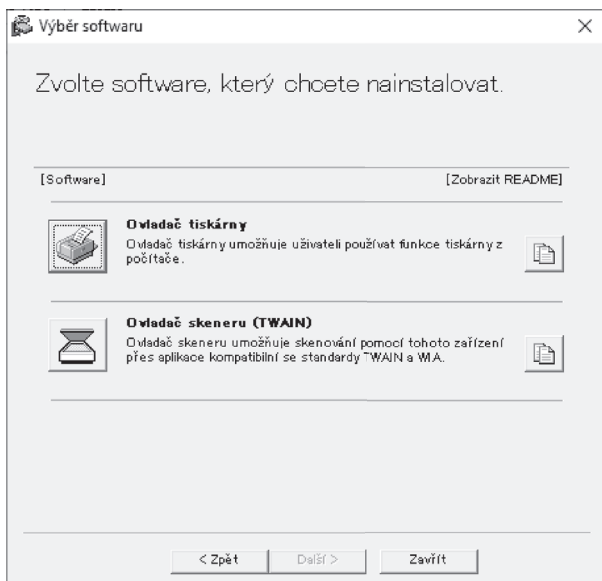 Výběr softwaru
Zvolte software, který chcete nainstalovat.
[Software] [Zobrazit README]
Ovladač tiskárny
Ovladač tiskárny umožňuje uživateli používat funkce tiskárny z
počítače.
Ovladač skeneru (TWAIN)
Ovladač skeneru umožňuje skenování pomocí tohoto zařízení
přes aplikace kompatibilní se standardy TWAIN a WIA.
< Zpět Další > Zavřít